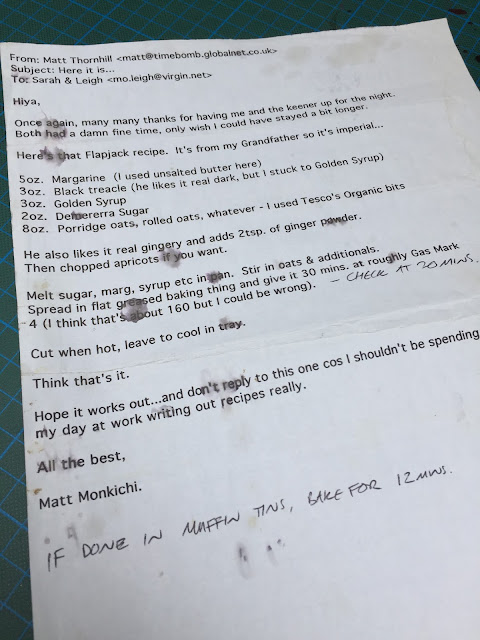 From: Matt Thornhill <matt@timebomb.globalnet.co.uk>
Subject: Here it is...
To: Sarah & Leigh <mo.leigh@virgin.net>
Hiya,
Once again, many many thanks for having me and the keener up for the night.
Both had a damn fine time, only wish I could have stayed a bit longer.
Here's that Flapjack recipe. It's from my Grandfather so it's imperial...
5oz. Margarine (I used unsalted butter here)
3oz. Black treacle (he likes it real dark, but I stuck to Golden Syrup)
3oz. Golden Syrup
2oz. Demererra Sugar
8oz. Porridge oats, rolled oats, whatever - I used Tesco's Organic bits
He also likes it real gingery and adds 2tsp. of ginger powder.
Then chopped apricots if you want.
Melt sugar, marg, syrup etc in pan. Stir in oats & additionals.
Spread in flat greased baking thing and give it 30 mins. at roughly Gas Mark
4 (I think that's about 160 but I could be wrong). - CHECK AT 20 MINS.
Cut when hot, leave to cool in tray.
Think that's it.
Hope it works out...and don't reply to this one cos I shouldn't be spending
my day at work writing out recipes really.
All the best,
Matt Monkichi.
IF DONE IN MUFFIN TINS, BAKE FOR 12 MINS.